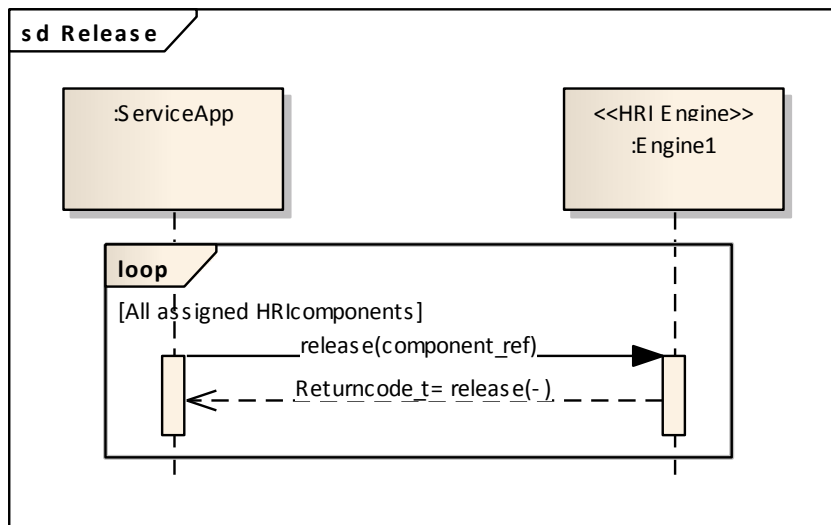 sd Release
:ServiceApp
<<HRI Engine>>
:Engine1
loop
[All assigned HRIcomponents]
release(component_ref)
Returncode_t= release(-)